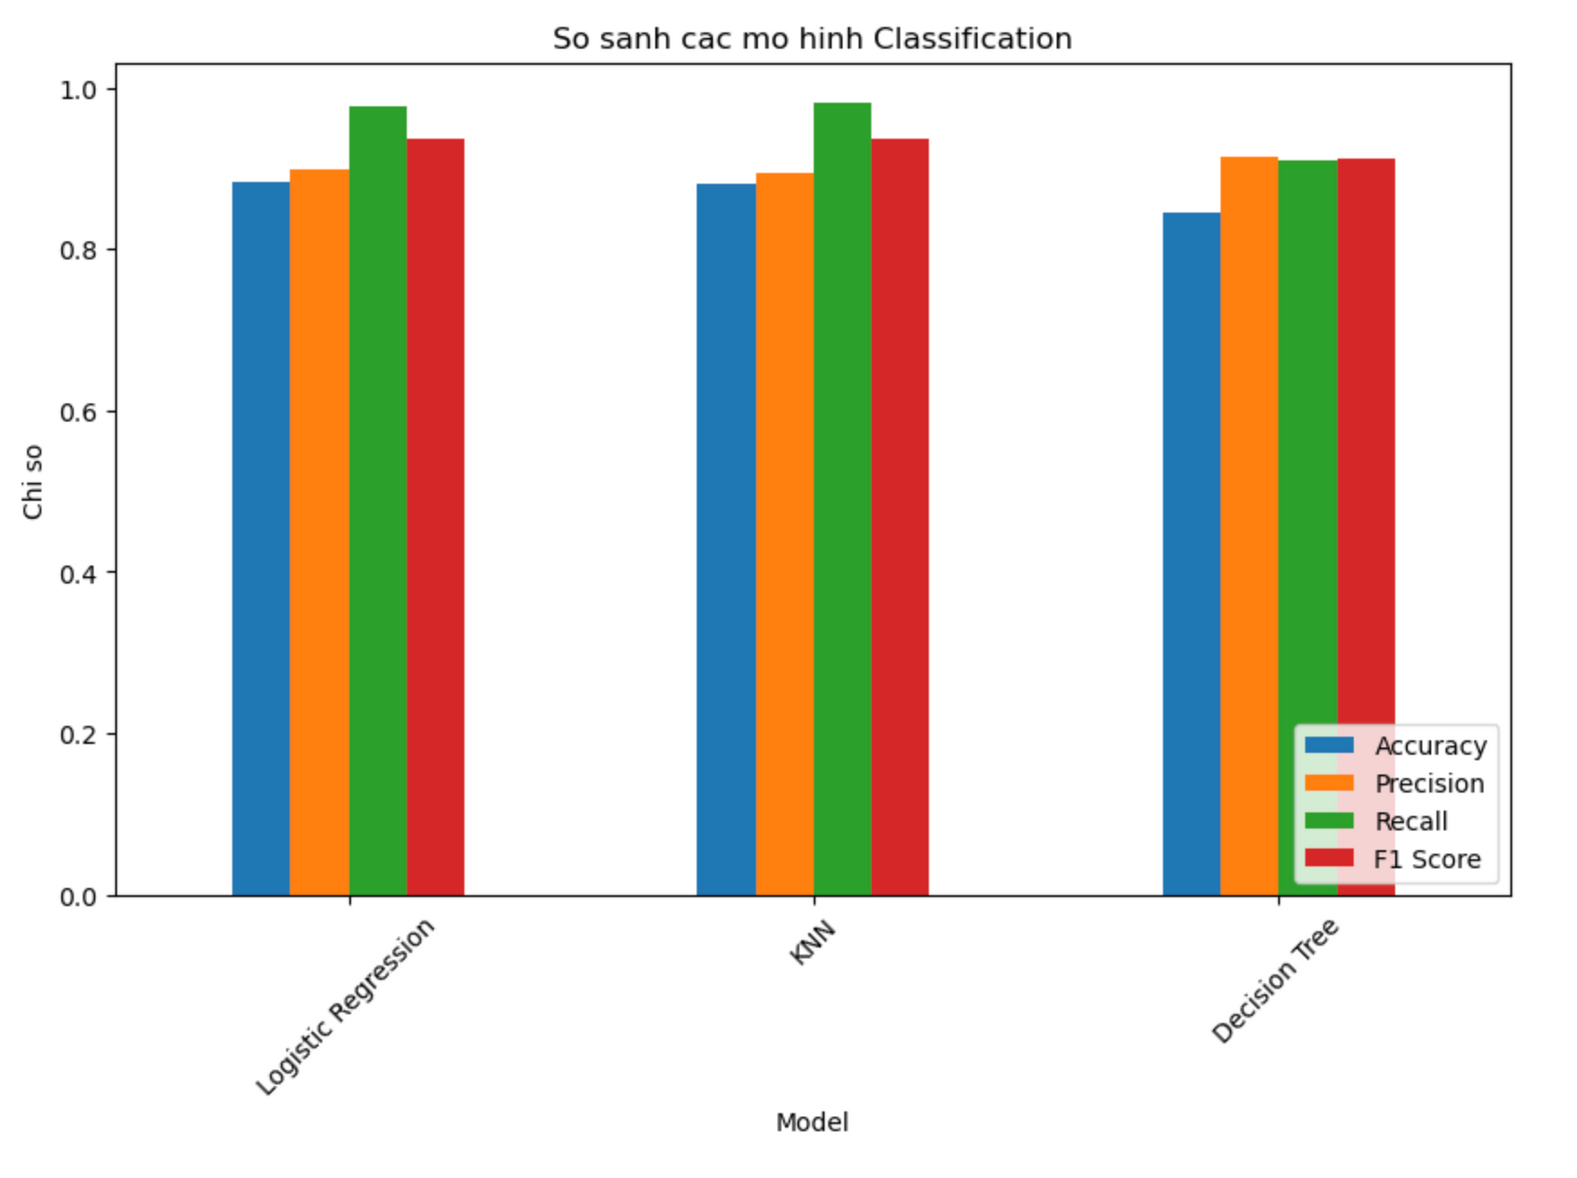 So sanh cac mo hinh Classification
1.0
0.8
0.6
0.4
0.2
0.0
Chi so
Accuracy
Precision
Recall
F1 Score
Logistic Regression
KNN
Decision Tree
Model